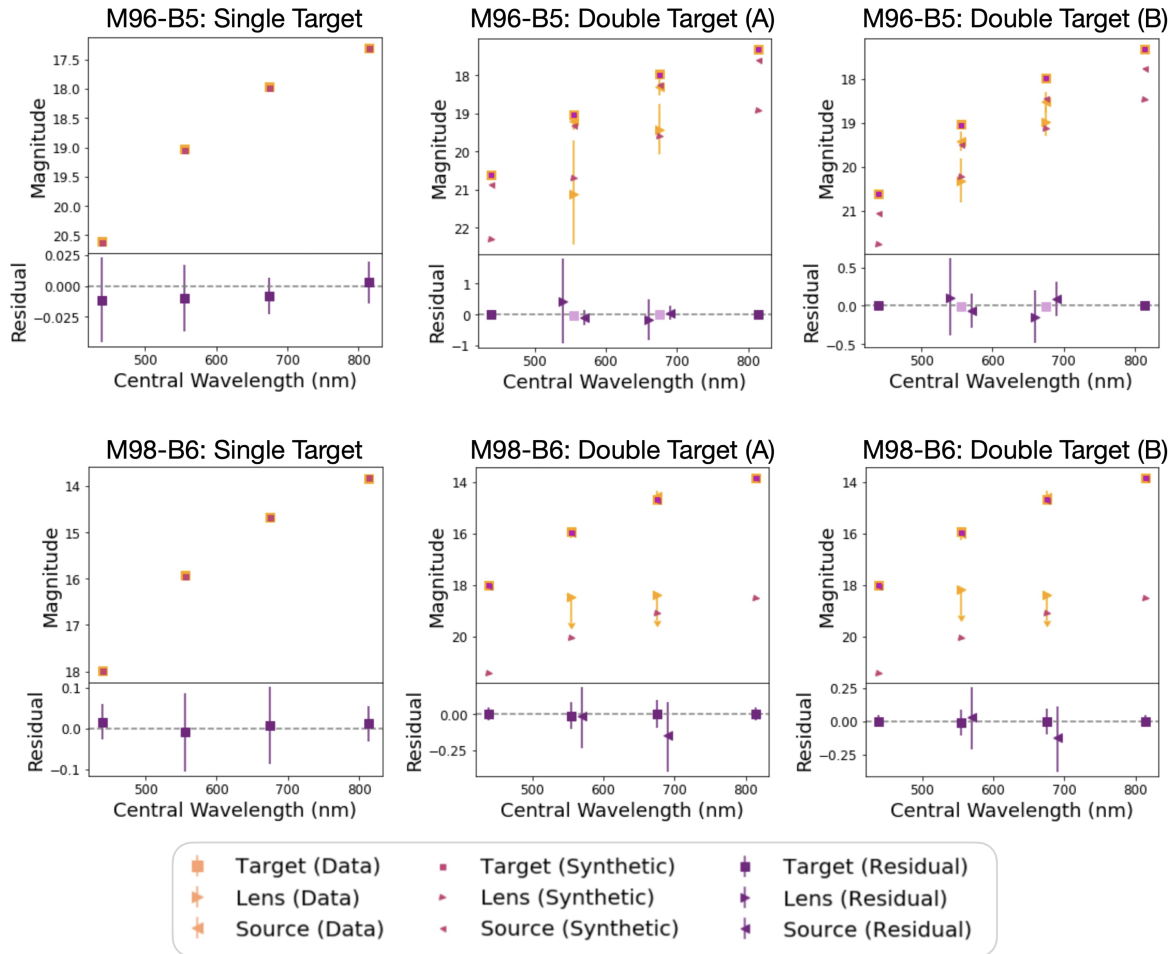 M96-B5: Single Target
M96-B5: Double Target (A)
M96-B5: Double Target (B)
17.5
18.0
18.5
19.0
19.5
20.0
20.5
Magnitude
0.025
0.000
−0.025
Residual
500
600
700
800
Central Wavelength (nm)
18
19
20
21
22
Magnitude
1
0
−1
Residual
500
600
700
800
Central Wavelength (nm)
18
19
20
21
Magnitude
0.5
0.0
−0.5
Residual
500
600
700
800
Central Wavelength (nm)
M98-B6: Single Target
M98-B6: Double Target (A)
M98-B6: Double Target (B)
14
15
16
17
18
Magnitude
0.1
0.0
−0.1
Residual
500
600
700
800
Central Wavelength (nm)
14
16
18
20
Magnitude
0.00
−0.25
Residual
500
600
700
800
Central Wavelength (nm)
14
16
18
20
Magnitude
0.25
0.00
−0.25
Residual
500
600
700
800
Central Wavelength (nm)
Target (Data)
Target (Synthetic)
Target (Residual)
Lens (Data)
Lens (Synthetic)
Lens (Residual)
Source (Data)
Source (Synthetic)
Source (Residual)